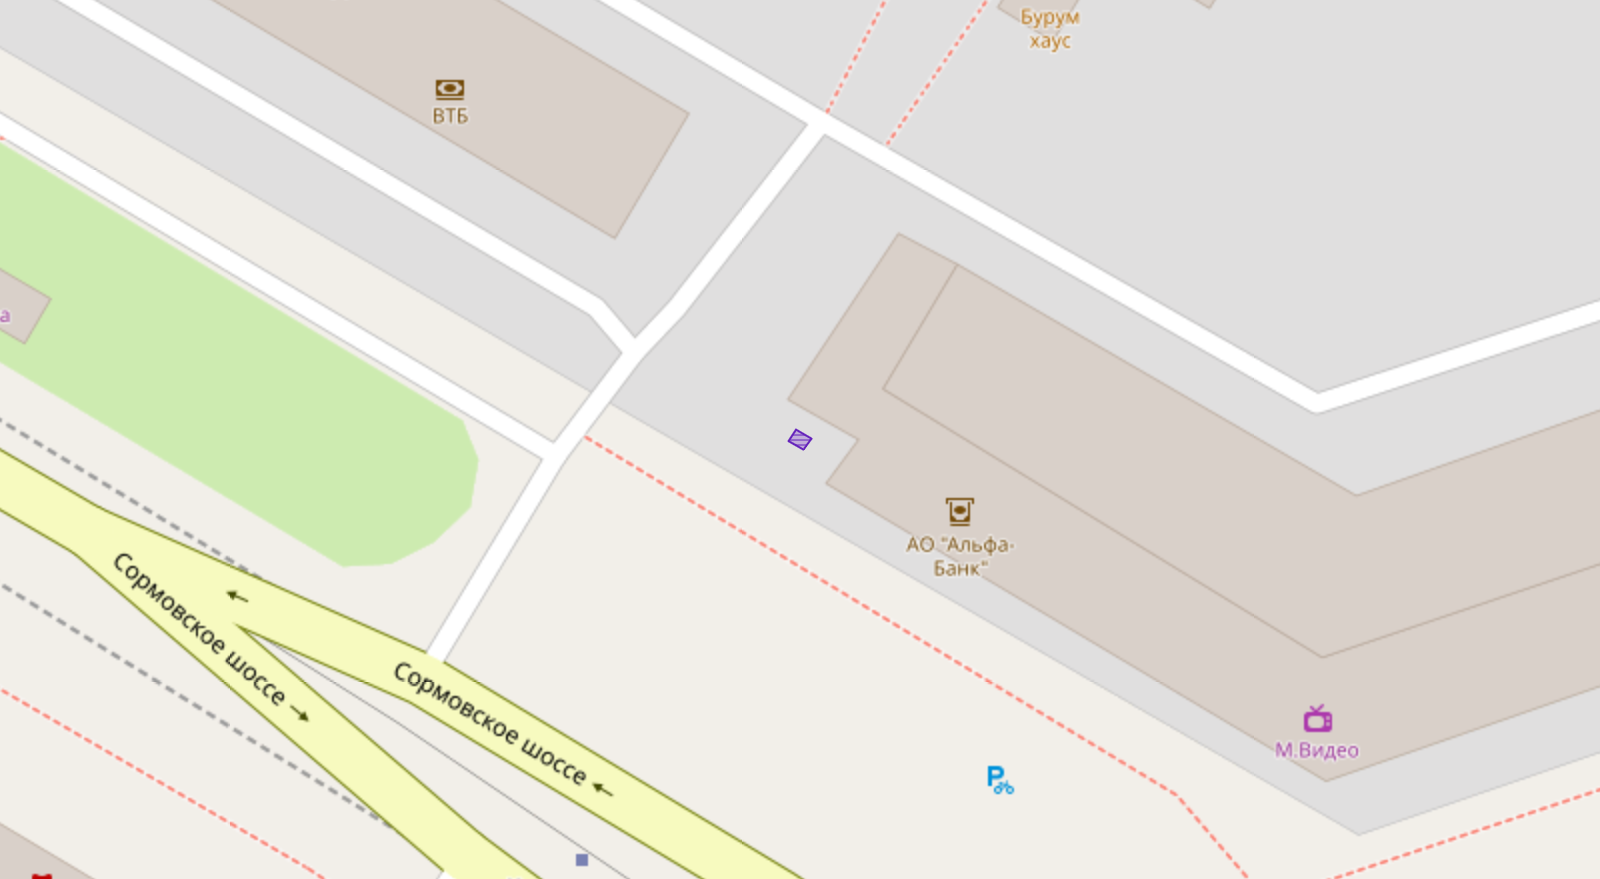 Бурум
хаус
ВТБ
а
АО "Альфа-
Банк"
Сормовское шоссе
Сормовское шоссе
М.Видео
P